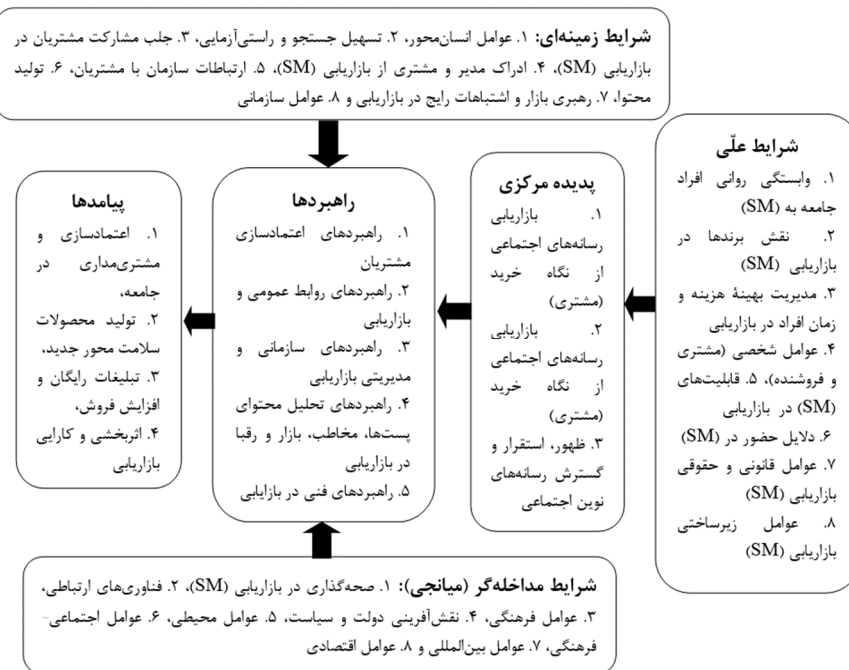 شرایط زمینه‌ای: ۱. عوامل انسان‌محور، ۲. تسهیل جستجو و راستی‌آزمایی، ۳. جلب مشارکت مشتریان در
بازاریابی (SM)، ۴. ادراک مدیر و مشتری از بازاریابی (SM)، ۵. ارتباطات سازمان با مشتریان، ۶. تولید
محتوا، ۷. رهبری بازار و اشتباهات رایج در بازاریابی و ۸. عوامل سازمانی
شرایط علّی
۱. وابستگی روانی افراد
جامعه به (SM)
۲. نقش برندها در
بازاریابی (SM)
۳. مدیریت بهینهٔ هزینه و
زمان افراد در بازاریابی
۴. عوامل شخصی (مشتری
و فروشنده)، ۵. قابلیت‌های
(SM) در بازاریابی
۶. دلایل حضور در (SM)
۷. عوامل قانونی و حقوقی
بازاریابی (SM)
۸. عوامل زیرساختی
بازاریابی (SM)
پدیده مرکزی
۱. بازاریابی
رسانه‌های اجتماعی
از نگاه خرید
(مشتری)
۲. بازاریابی
رسانه‌های اجتماعی
از نگاه خرید
(مشتری)
۳. ظهور، استقرار و
گسترش رسانه‌های
نوین اجتماعی
راهبردها
۱. راهبردهای اعتمادسازی
مشتریان
۲. راهبردهای روابط عمومی و
بازاریابی
۳. راهبردهای سازمانی و
مدیریتی بازاریابی
۴. راهبردهای تحلیل محتوای
پست‌ها، مخاطب، بازار و رقبا
در بازاریابی
۵. راهبردهای فنی در بازایابی
پیامدها
۱. اعتمادسازی و
مشتری‌مداری در
جامعه،
۲. تولید محصولات
سلامت محور جدید،
۳. تبلیغات رایگان و
افزایش فروش،
۴. اثربخشی و کارایی
بازاریابی
شرایط مداخله‌گر (میانجی): ۱. صحه‌گذاری در بازاریابی (SM)، ۲. فناوری‌های ارتباطی،
۳. عوامل فرهنگی، ۴. نقش‌آفرینی دولت و سیاست، ۵. عوامل محیطی، ۶. عوامل اجتماعی-
فرهنگی، ۷. عوامل بین‌المللی و ۸. عوامل اقتصادی